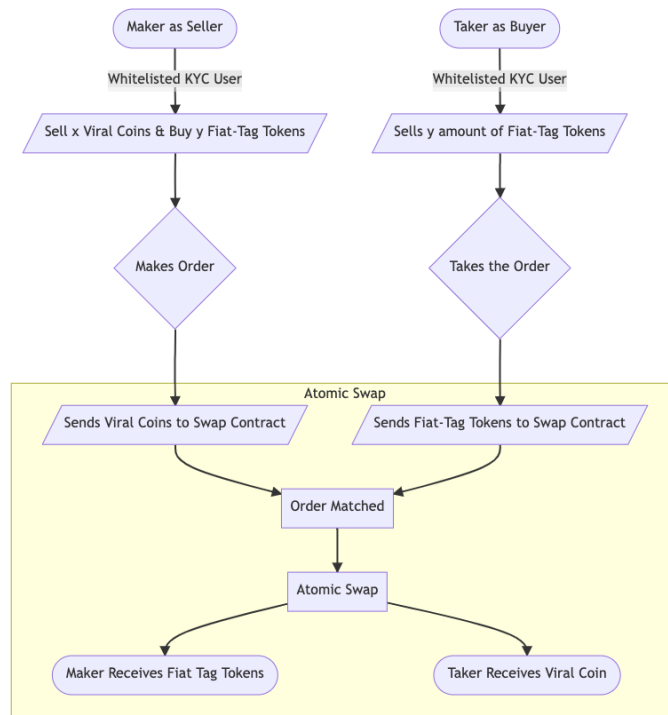 Maker as Seller
Taker as Buyer
Whitelisted KYC User
Whitelisted KYC User
Sell x Viral Coins & Buy y Fiat-Tag Tokens
Sells y amount of Fiat-Tag Tokens
Makes Order
Takes the Order
Atomic Swap
Sends Viral Coins to Swap Contract
Sends Fiat-Tag Tokens to Swap Contract
Order Matched
Atomic Swap
Maker Receives Fiat Tag Tokens
Taker Receives Viral Coin